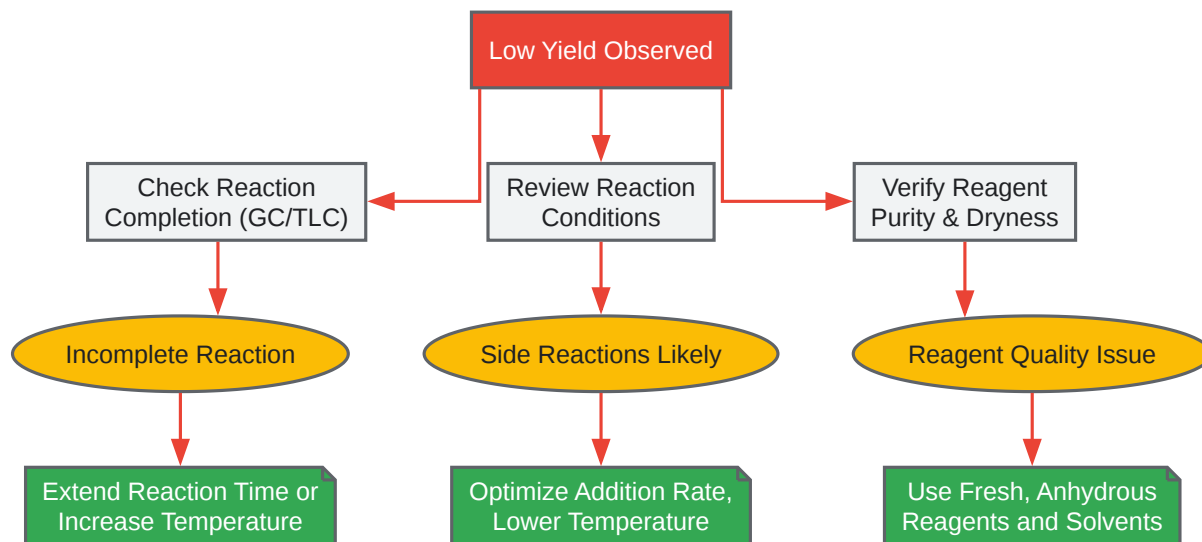 Low Yield Observed
Check Reaction
Completion (GC/TLC)
Review Reaction
Conditions
Verify Reagent
Purity & Dryness
Incomplete Reaction
Side Reactions Likely
Reagent Quality Issue
Extend Reaction Time or
Increase Temperature
Optimize Addition Rate,
Lower Temperature
Use Fresh, Anhydrous
Reagents and Solvents